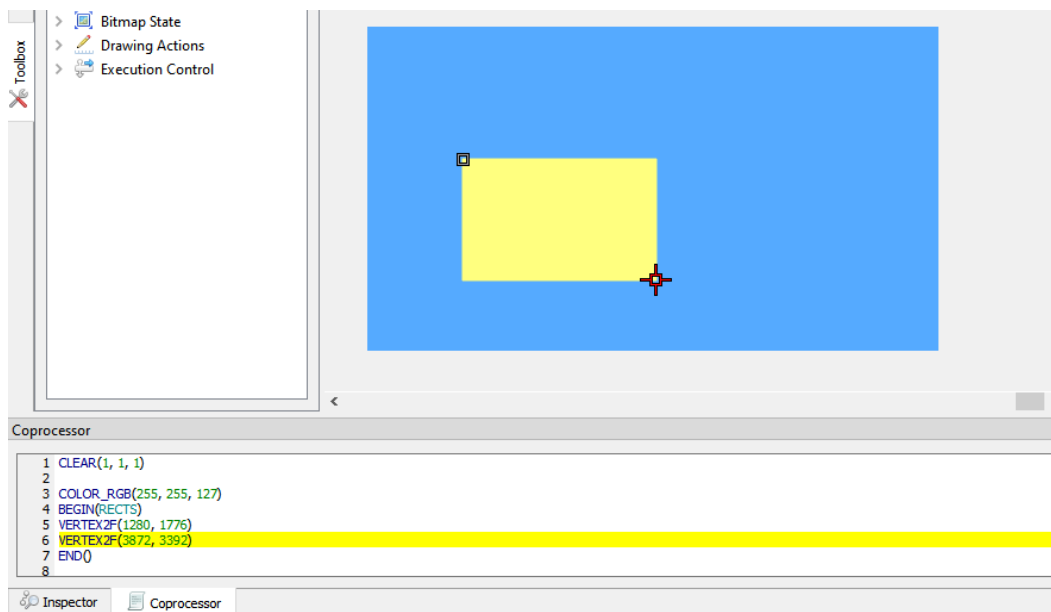 Toolbox
Bitmap State
Drawing Actions
Execution Control
Coprocessor
1 CLEAR(1, 1, 1)
2
3 COLOR_RGB(255, 255, 127)
4 BEGIN(RECTS)
5 VERTEX2F(1280, 1776)
6 VERTEX2F(3872, 3392)
7 END()
8
Inspector
Coprocessor